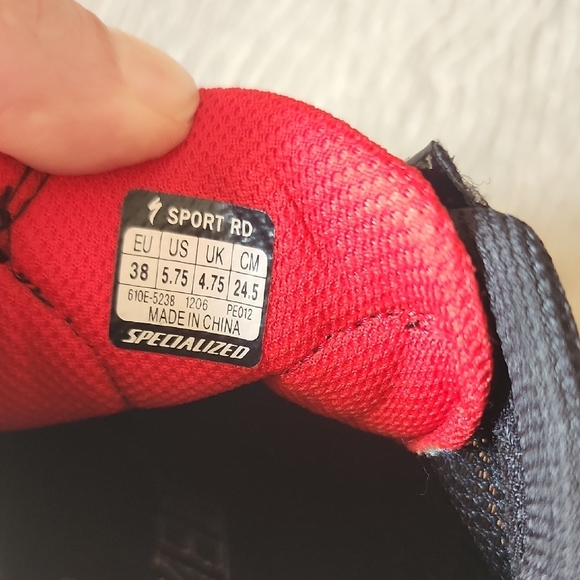 SPORT RD
EU US UK CM
38 5.75 4.75 24.5
610E-5238 1206 PE012
MADE IN CHINA
SPECIALIZED